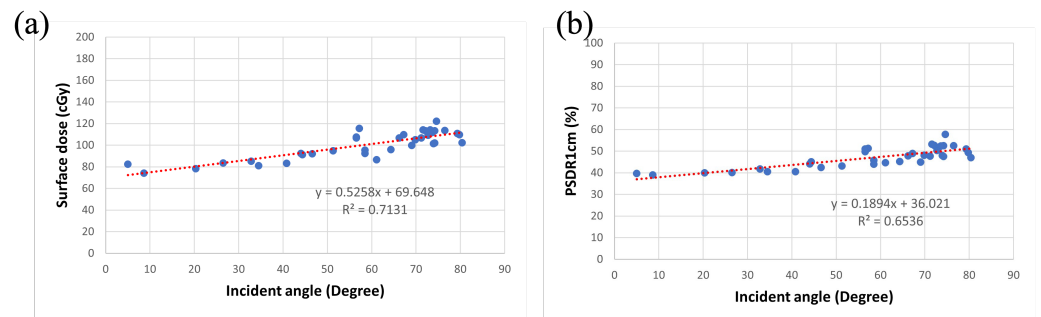 (a)
Surface dose (cGy)
200
180
160
140
120
100
80
60
40
20
0
y = 0.5258x + 69.648
R² = 0.7131
0 10 20 30 40 50 60 70 80 90
Incident angle (Degree)
(b)
PSDR1cm (%)
100
90
80
70
60
50
40
30
20
10
0
y = 0.1894x + 36.021
R² = 0.6536
0 10 20 30 40 50 60 70 80 90
Incident angle (Degree)